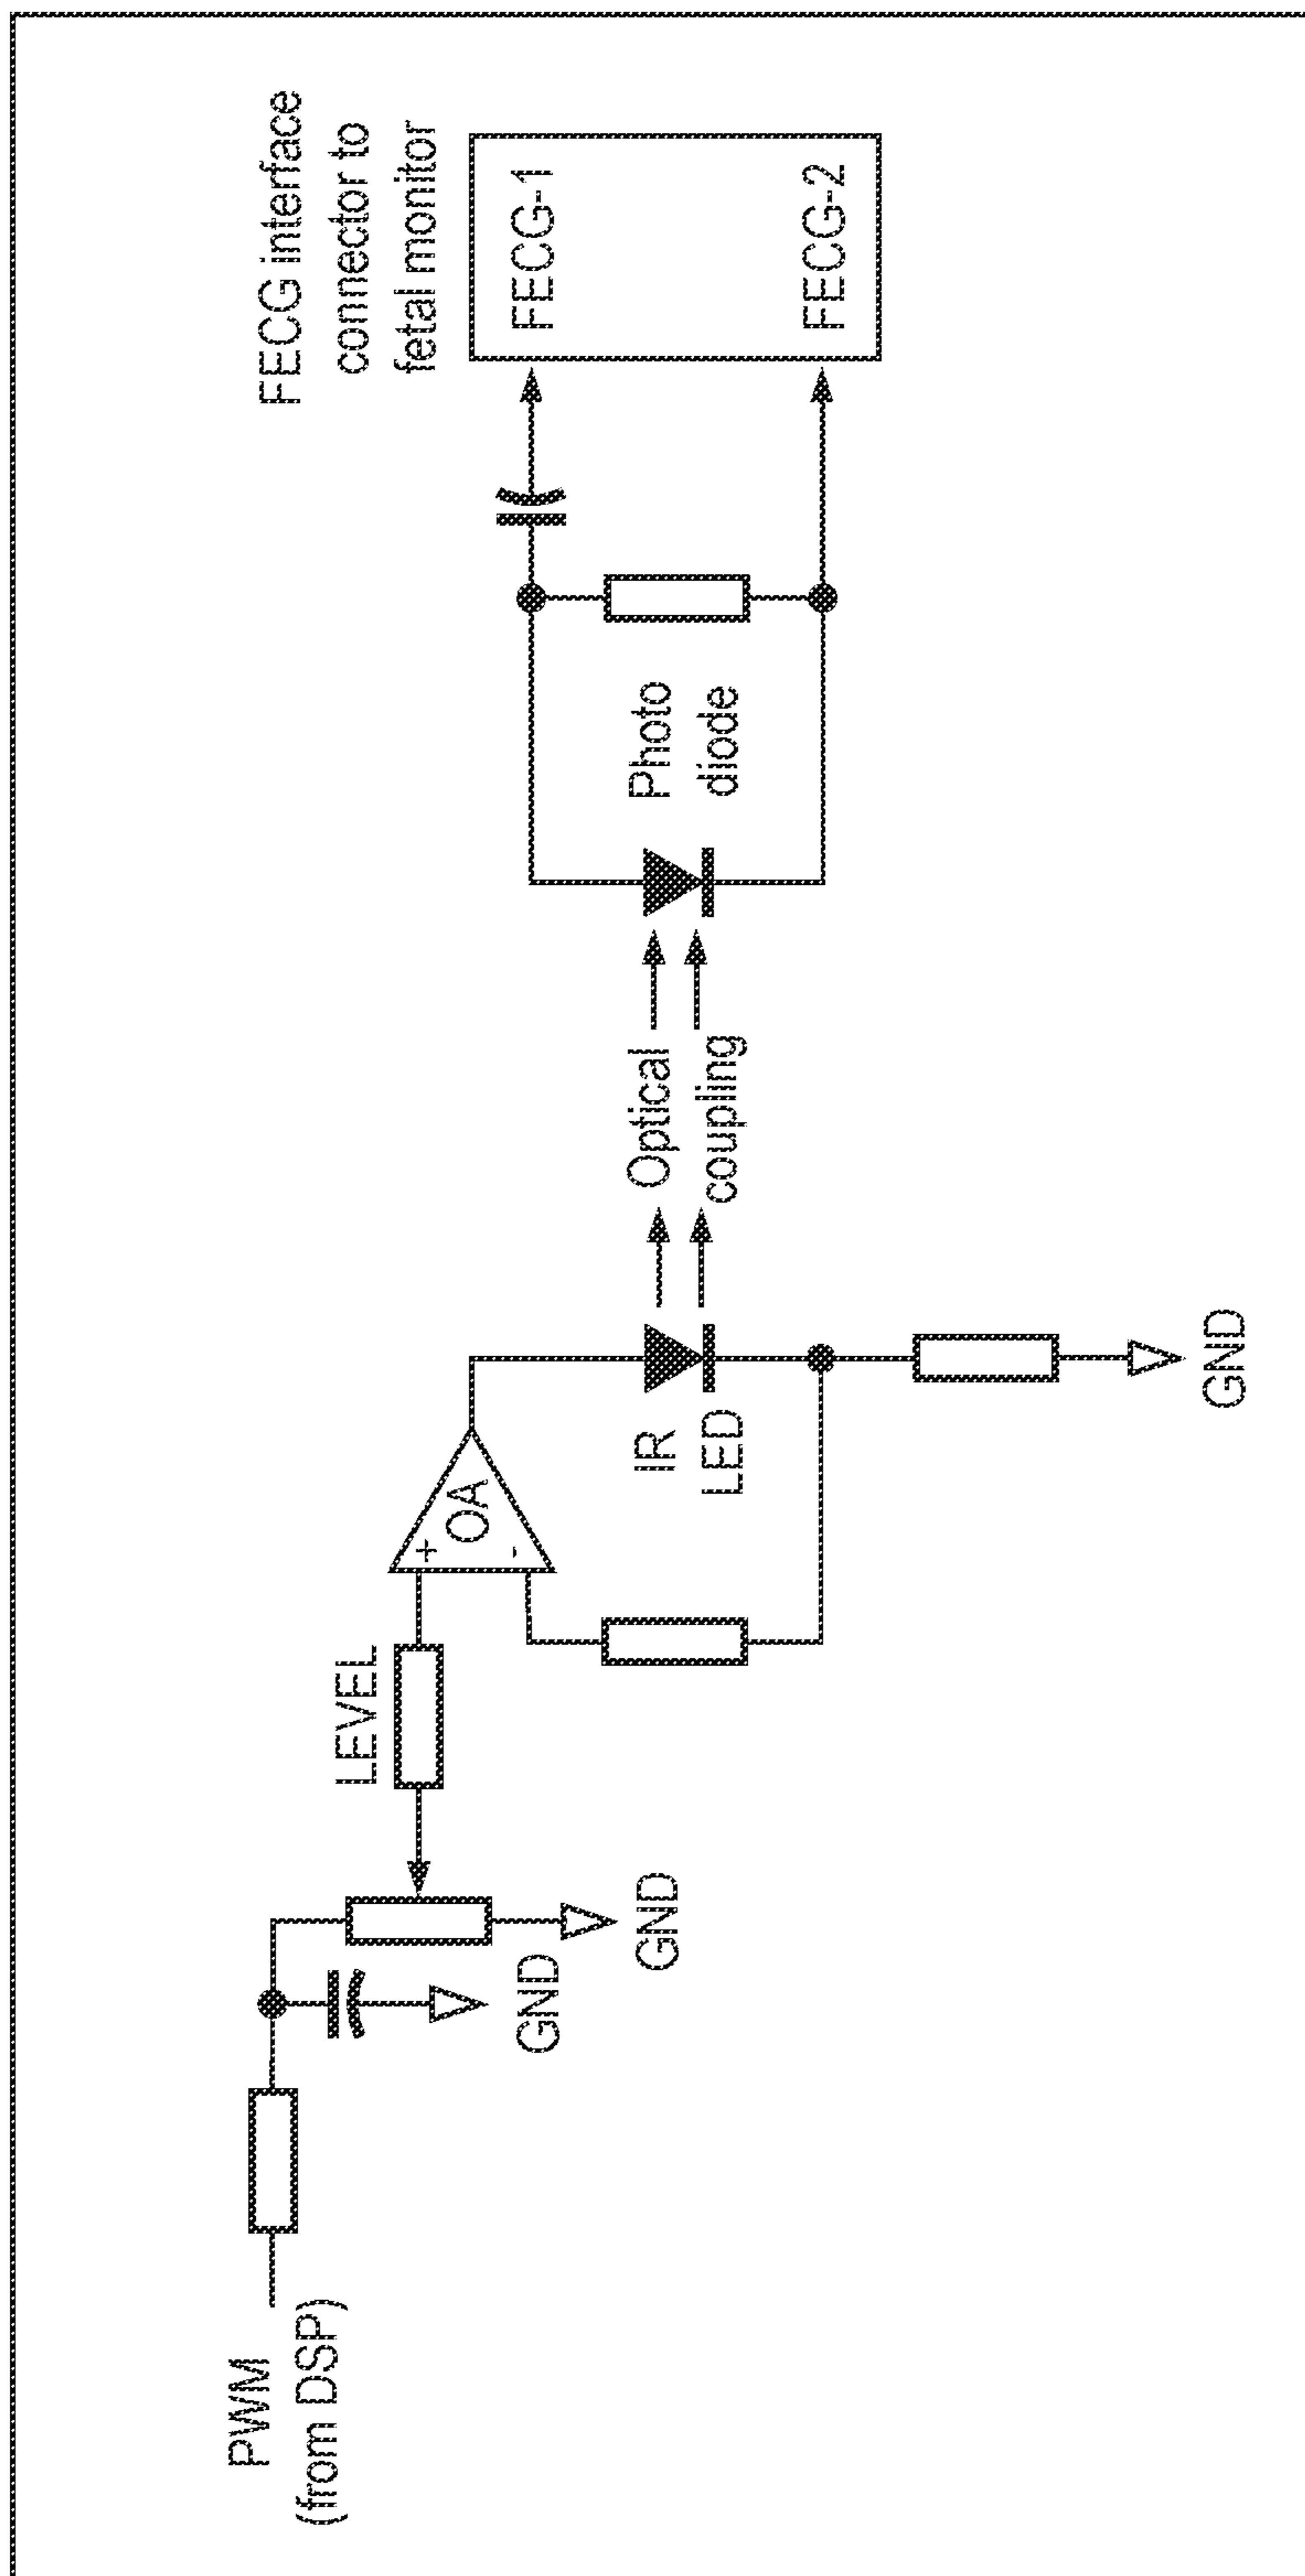 PWM
(from DSP)
GND
GND
LEVEL
+
OA
-
IR
LED
GND
Optical
coupling
Photo
diode
FECG interface
connector to
fetal monitor
FECG-1
FECG-2